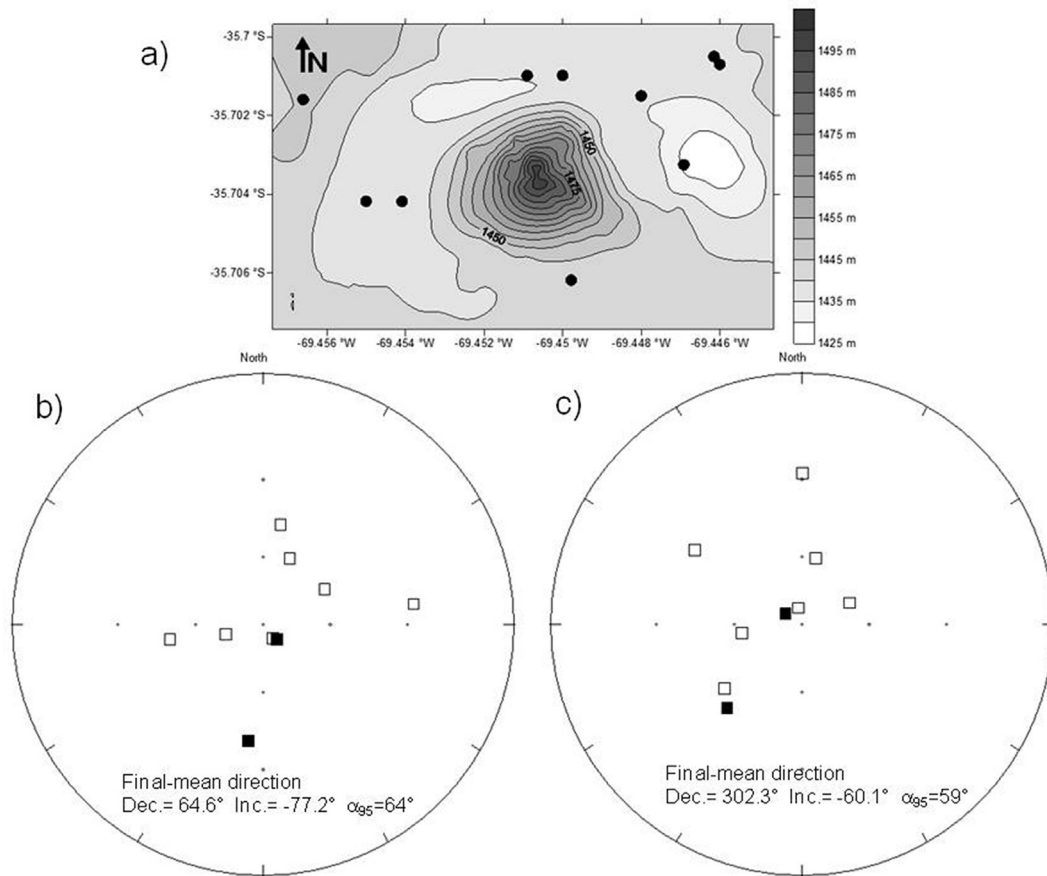 a)
N
-35.7 °S
-35.702 °S
-35.704 °S
-35.706 °S
1450
1475
1450
-69.456 °W
-69.454 °W
-69.452 °W
-69.45 °W
-69.448 °W
-69.446 °W
1495 m
1485 m
1475 m
1465 m
1455 m
1445 m
1435 m
1425 m
b)
North
Final-mean direction
Dec.= 64.6° Inc.= -77.2° α95=64°
c)
North
Final-mean direction
Dec.= 302.3° Inc.= -60.1° α95=59°